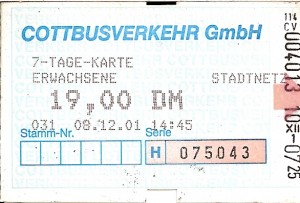 COTTBUSVERKEHR GmbH
7-TAGE-KARTE
ERWACHSENE STADTNETZ
19,00 DM
031 08.12.01 14:45
Stamm-Nr. Serie
H 075043